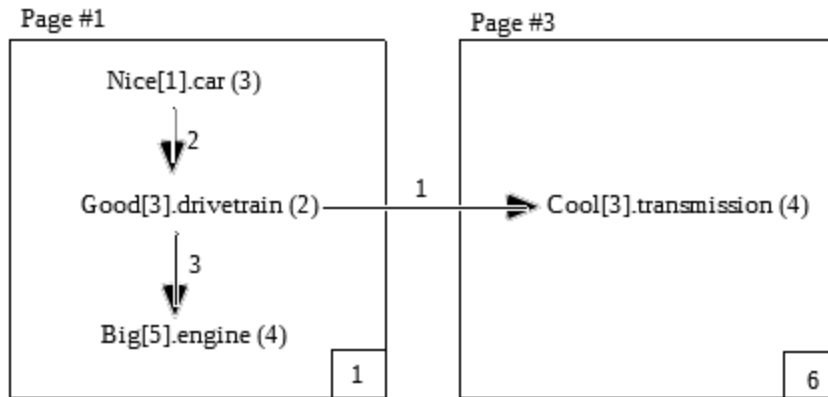 Page #1
Nice[1].car (3)
2
Good[3].drivetrain (2)
3
Big[5].engine (4)
1
1
Page #3
Cool[3].transmission (4)
6